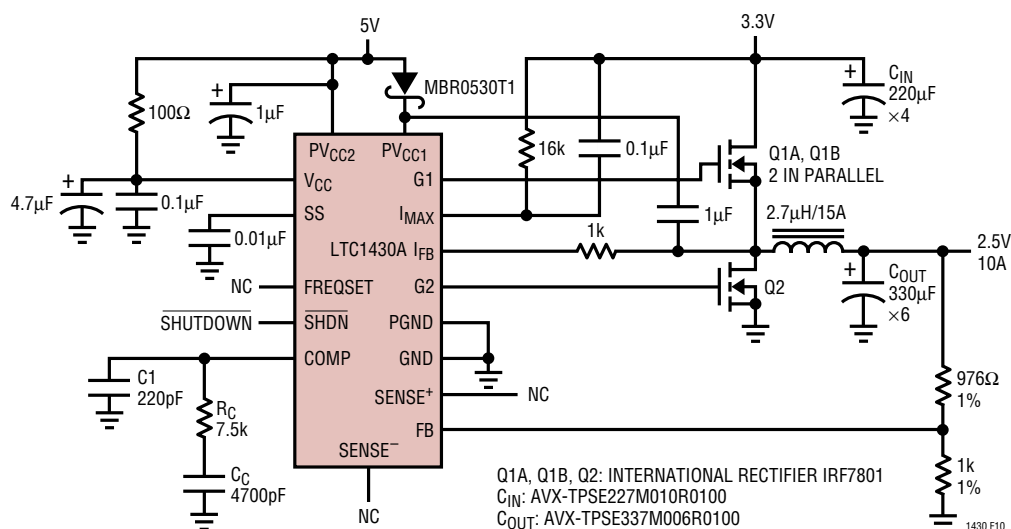 5V
3.3V
MBR0530T1
+
1µF
100Ω
16k
0.1µF
+
C_IN
220µF
×4
PV_CC2
PV_CC1
Q1A, Q1B
2 IN PARALLEL
V_CC
G1
+
4.7µF
0.1µF
SS
I_MAX
1µF
2.7µH/15A
0.01µF
1k
LTC1430A
I_FB
2.5V
10A
NC
FREQSET
G2
Q2
+
C_OUT
330µF
×6
SHUTDOWN
SHDN
PGND
COMP
GND
C1
220pF
SENSE+
NC
976Ω
1%
R_C
7.5k
FB
SENSE−
1k
1%
C_C
4700pF
NC
Q1A, Q1B, Q2: INTERNATIONAL RECTIFIER IRF7801
C_IN: AVX-TPSE227M010R0100
C_OUT: AVX-TPSE337M006R0100
1430 F10